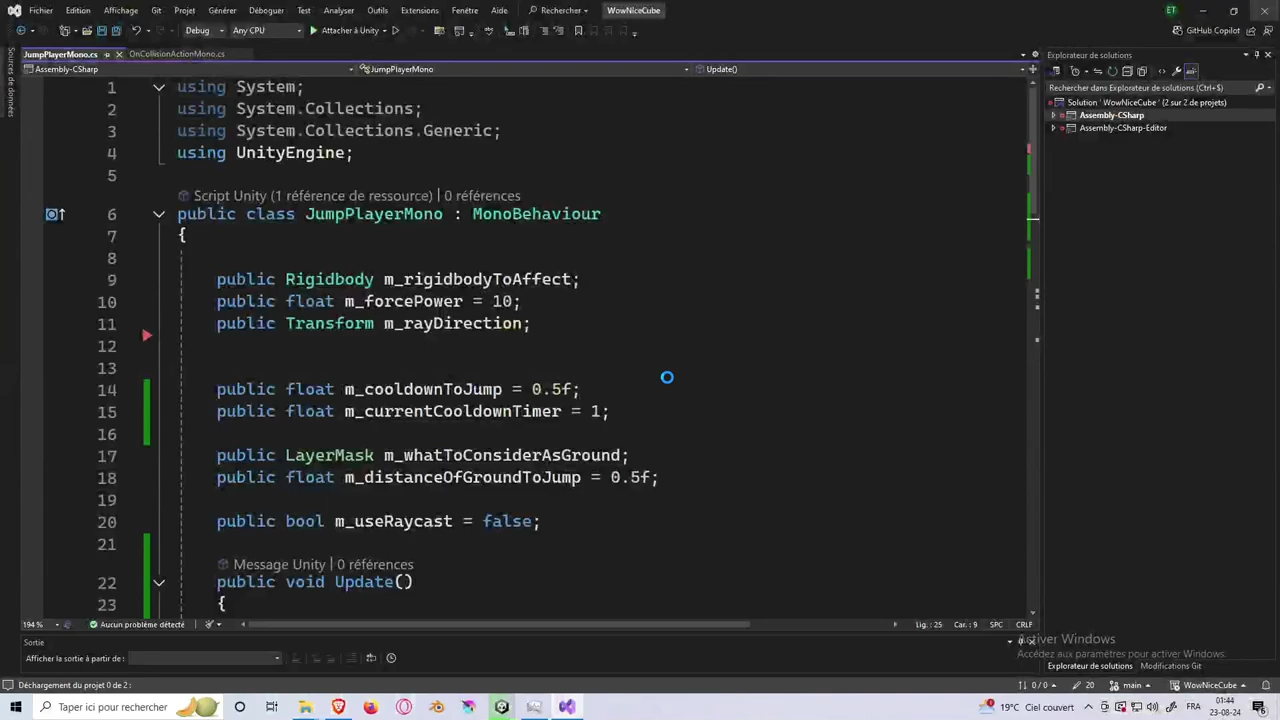 Fichier Edition Affichage Git Projet Générer Déboguer Test Analyser Outils Extensions Fenêtre Aide Rechercher WowNiceCube ET
Debug Any CPU Attacher à Unity GitHub Copilot
JumpPlayerMono.cs OnCollisionActionMono.cs Explorateur de solutions
Assembly-CSharp JumpPlayerMono Update()
Sources de données
1 using System;
2 using System.Collections;
3 using System.Collections.Generic;
4 using UnityEngine;
5
Script Unity (1 référence de ressource) | 0 références
6 public class JumpPlayerMono : MonoBehaviour
7 {
8
9 public Rigidbody m_rigidbodyToAffect;
10 public float m_forcePower = 10;
11 public Transform m_rayDirection;
12
13
14 public float m_cooldownToJump = 0.5f;
15 public float m_currentCooldownTimer = 1;
16
17 public LayerMask m_whatToConsiderAsGround;
18 public float m_distanceOfGroundToJump = 0.5f;
19
20 public bool m_useRaycast = false;
21
Message Unity | 0 références
22 public void Update()
23 {
Rechercher dans Explorateur de solutions (Ctrl+$)
Solution ' WowNiceCube ' (2 sur 2 de projets)
Assembly-CSharp
Assembly-CSharp-Editor
194 % Aucun problème détecté Lig. : 25 Car. : 9 SPC CRLF
Sortie
Afficher la sortie à partir de :
Activer Windows
Accédez aux paramètres pour activer Windows.
Explorateur de solutions Modifications Git
Déchargement du projet 0 de 2 : 0 / 0 20 main WowNiceCube
Taper ici pour rechercher 19°C Ciel couvert FRA 01:44
23-08-24